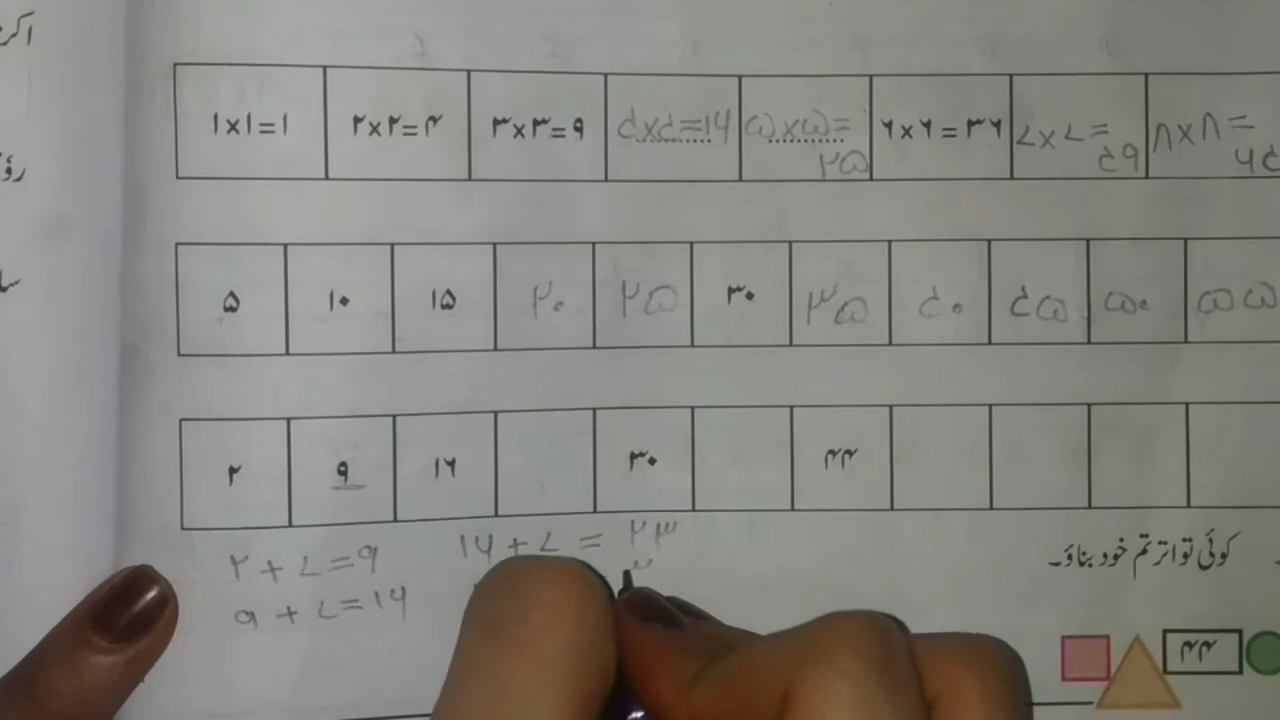 ۱×۱=۱ ۲×۲=۴ ۳×۳=۹ ۴×۴=۱۶ ۵×۵= ۶×۶=۳۶ ۷×۷= ۸×۸=
۲۵ ۴۹ ۶۴
۵ ۱۰ ۱۵ ۲۰ ۲۵ ۳۰ ۳۵ ۴۰ ۴۵ ۵۰ ۵۵
۲ ۹ ۱۶ ۳۰ ۴۴
۲+۷=۹ ۱۶+۷=۲۳
۹+۷=۱۶
کوئی تواتر تم خود بناؤ۔
۴۴